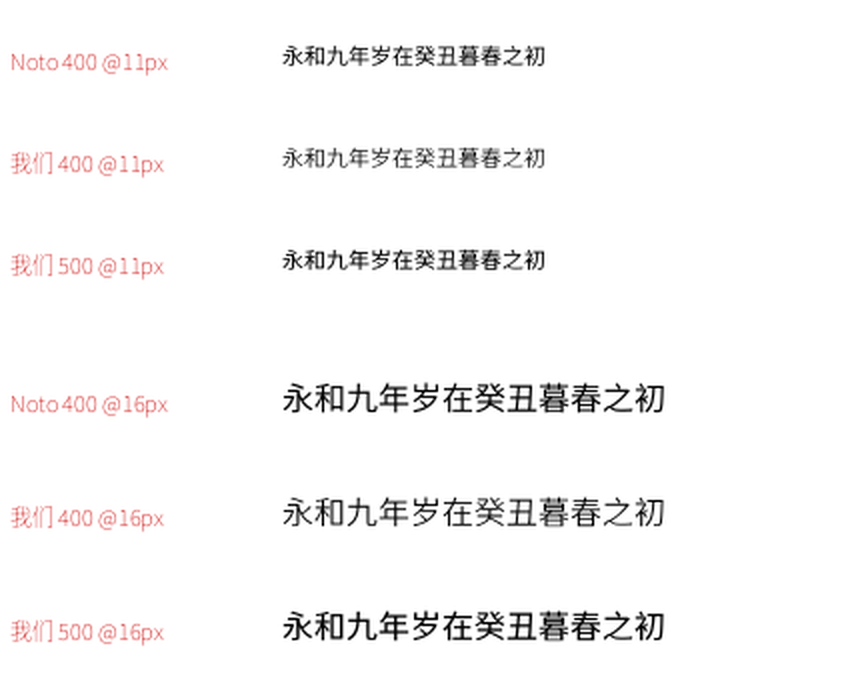 Noto 400 @11px 永和九年岁在癸丑暮春之初
我们 400 @11px 永和九年岁在癸丑暮春之初
我们 500 @11px 永和九年岁在癸丑暮春之初
Noto 400 @16px 永和九年岁在癸丑暮春之初
我们 400 @16px 永和九年岁在癸丑暮春之初
我们 500 @16px 永和九年岁在癸丑暮春之初